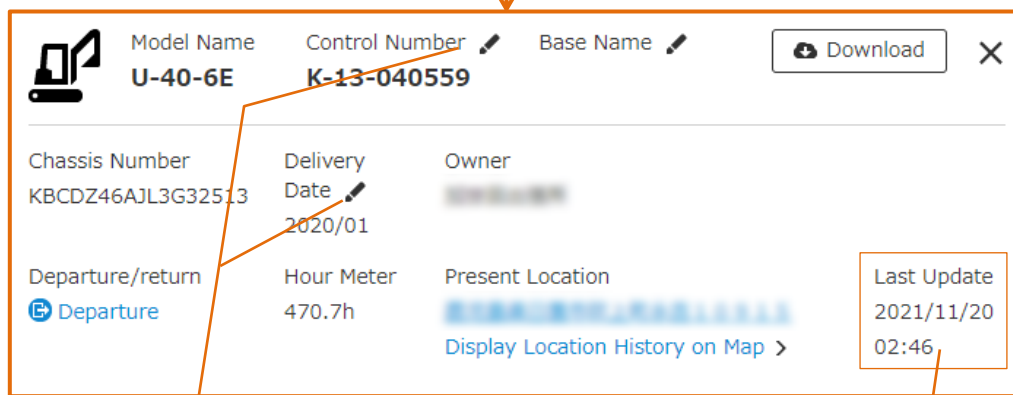 Model Name
Control Number
Base Name
Download
U-40-6E
K-13-040559
Chassis Number
Delivery
Date
Owner
KBCDZ46AJL3G32513
2020/01
Departure/return
Hour Meter
Present Location
Last Update
Departure
470.7h
2021/11/20
Display Location History on Map
02:46